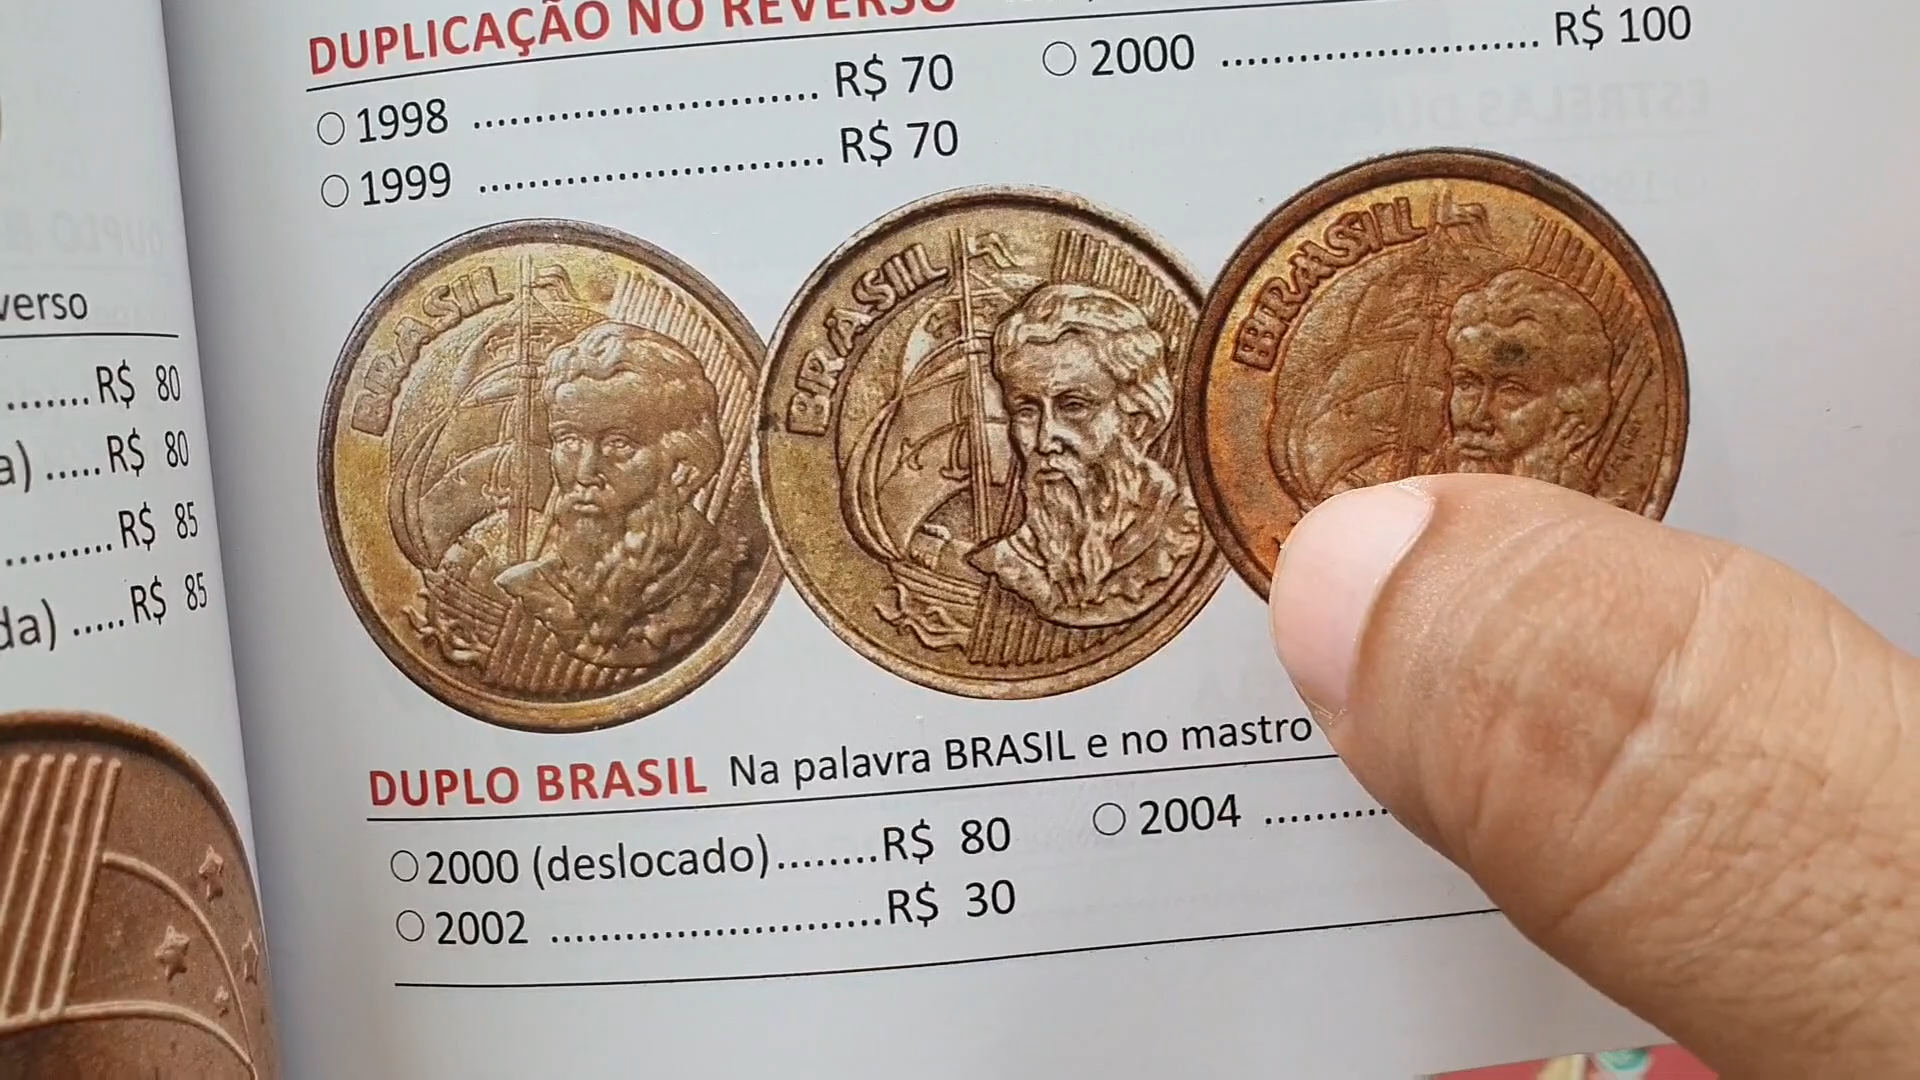 DUPLICAÇÃO NO REVERSO
1998 ............................ R$ 70
1999 ............................ R$ 70
2000 ......................... R$ 100
verso
.......R$ 80
a) .....R$ 80
..........R$ 85
da) .....R$ 85
BRASIL
BRASIL
BRASIL
DUPLO BRASIL Na palavra BRASIL e no mastro
2000 (deslocado)........R$ 80
2002 ..........................R$ 30
2004 ..........